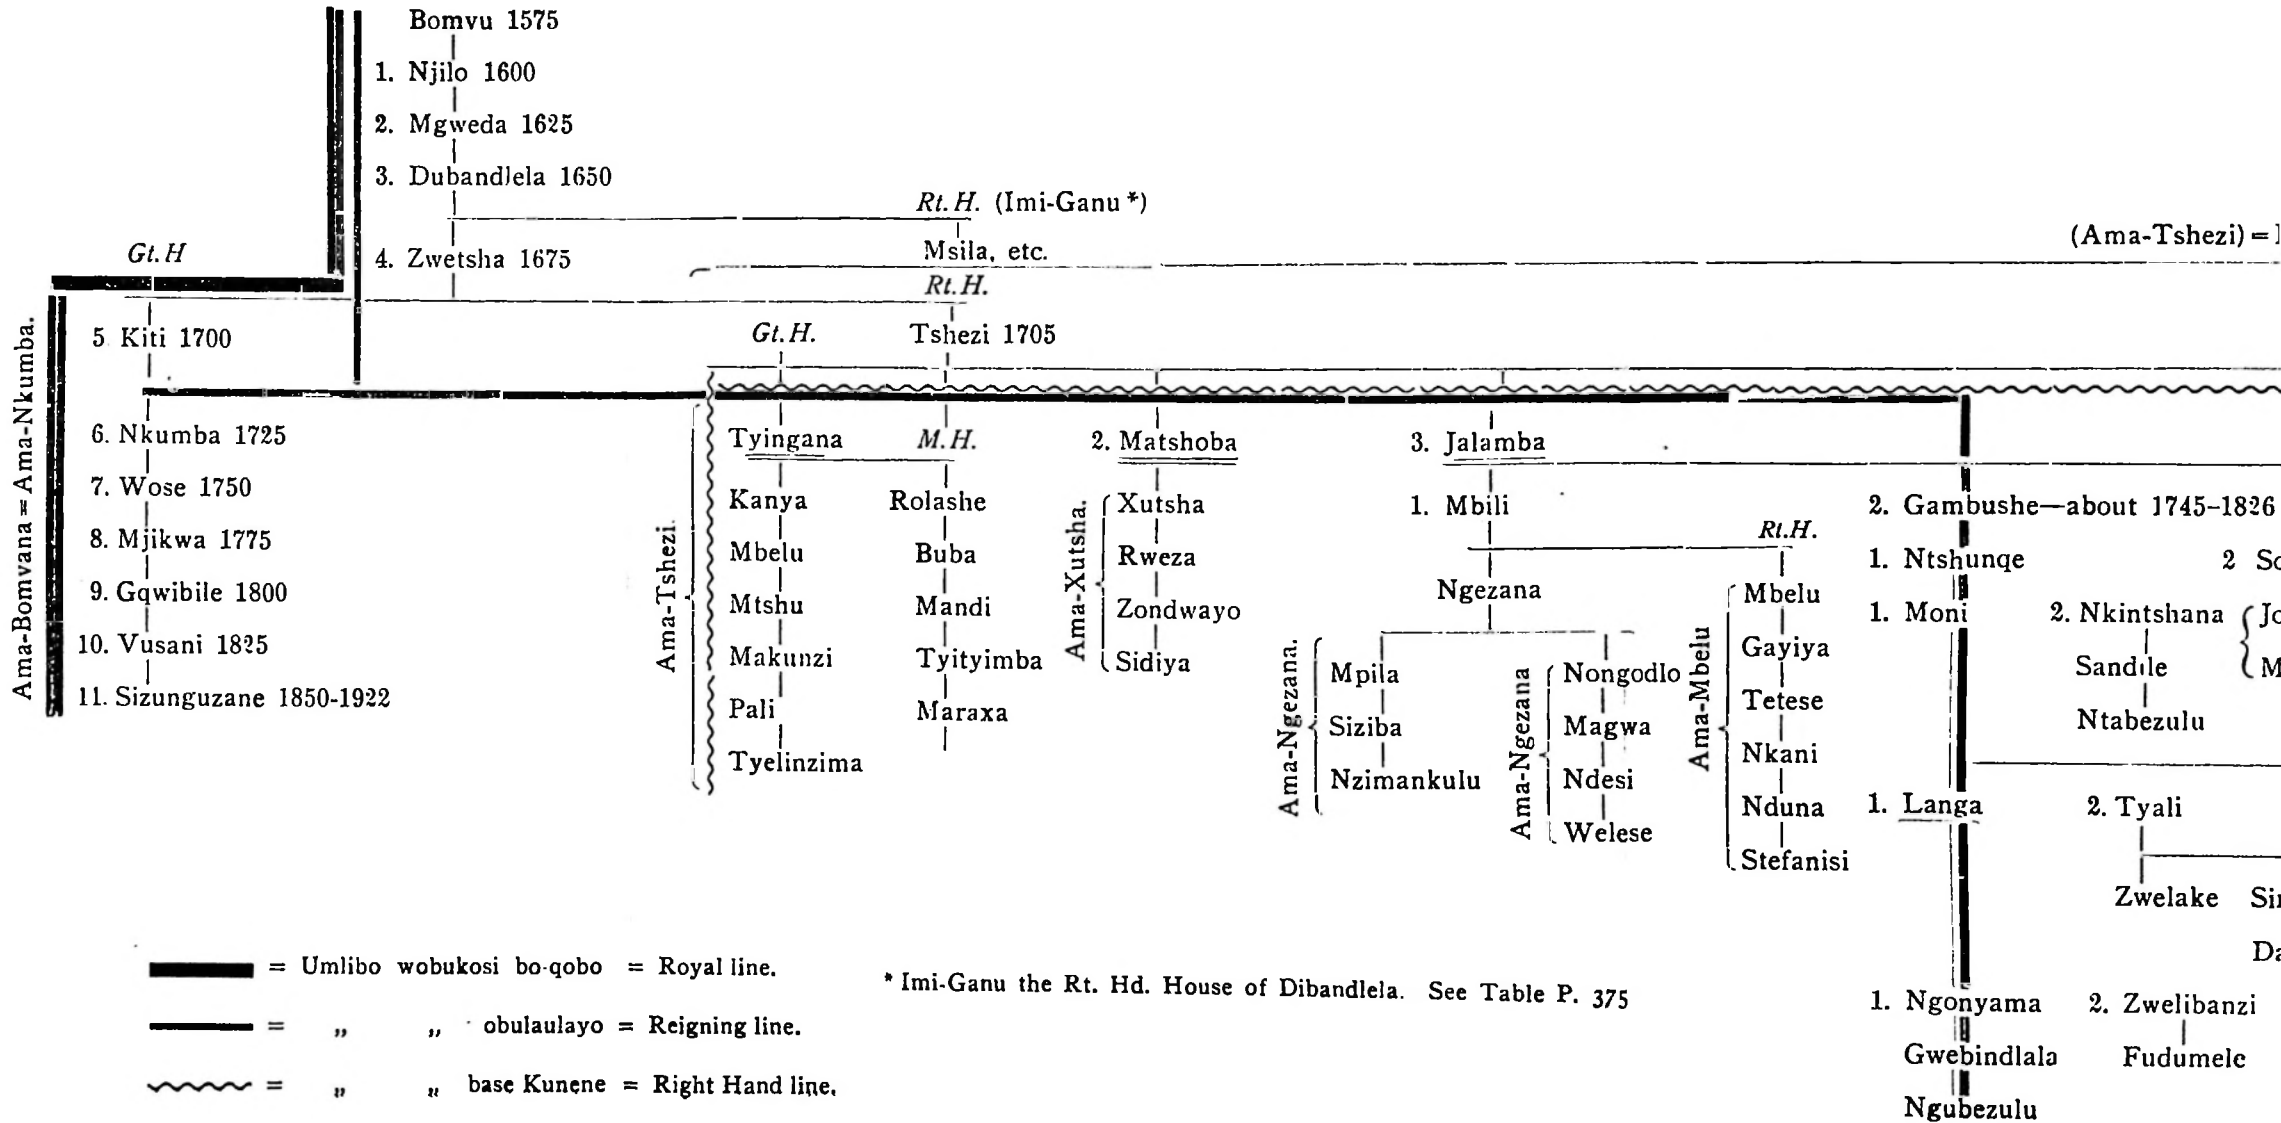 Bomvu 1575
1. Njilo 1600
2. Mgweda 1625
3. Dubandlela 1650
Rt. H. (Imi-Ganu *)
Msila, etc.
4. Zwetsha 1675
(Ama-Tshezi) =
Gt. H
Rt. H.
5 Kiti 1700
Gt. H.
Tshezi 1705
Ama-Bomvana = Ama-Nkumba.
6. Nkumba 1725
7. Wose 1750
8. Mjikwa 1775
9. Gqwibile 1800
10. Vusani 1825
11. Sizunguzane 1850-1922
Ama-Tshezi.
Tyingana
Kanya
Mbelu
Mtshu
Makunzi
Pali
Tyelinzima
M. H.
Rolashe
Buba
Mandi
Tyityimba
Maraxa
2. Matshoba
Ama-Xutsha.
Xutsha
Rweza
Zondwayo
Sidiya
3. Jalamba
1. Mbili
Ngezana
Ama-Ngezana.
Mpila
Siziba
Nzimankulu
Ama-Ngezana
Nongodlo
Magwa
Ndesi
Welese
Rt. H.
Ama-Mbelu
Mbelu
Gayiya
Tetese
Nkani
Nduna
Stefanisi
2. Gambushe—about 1745-1826
1. Ntshunqe 2
1. Moni 2. Nkintshana
Sandile
Ntabezulu
1. Langa 2. Tyali
Zwelake
1. Ngonyama 2. Zwelibanzi
Gwebindlala Fudumele
Ngubezulu
= Umlibo wobukosi bo-qobo = Royal line.
= „ „ obulaulayo = Reigning line.
= „ „ base Kunene = Right Hand line.
* Imi-Ganu the Rt. Hd. House of Dibandlela. See Table P. 375